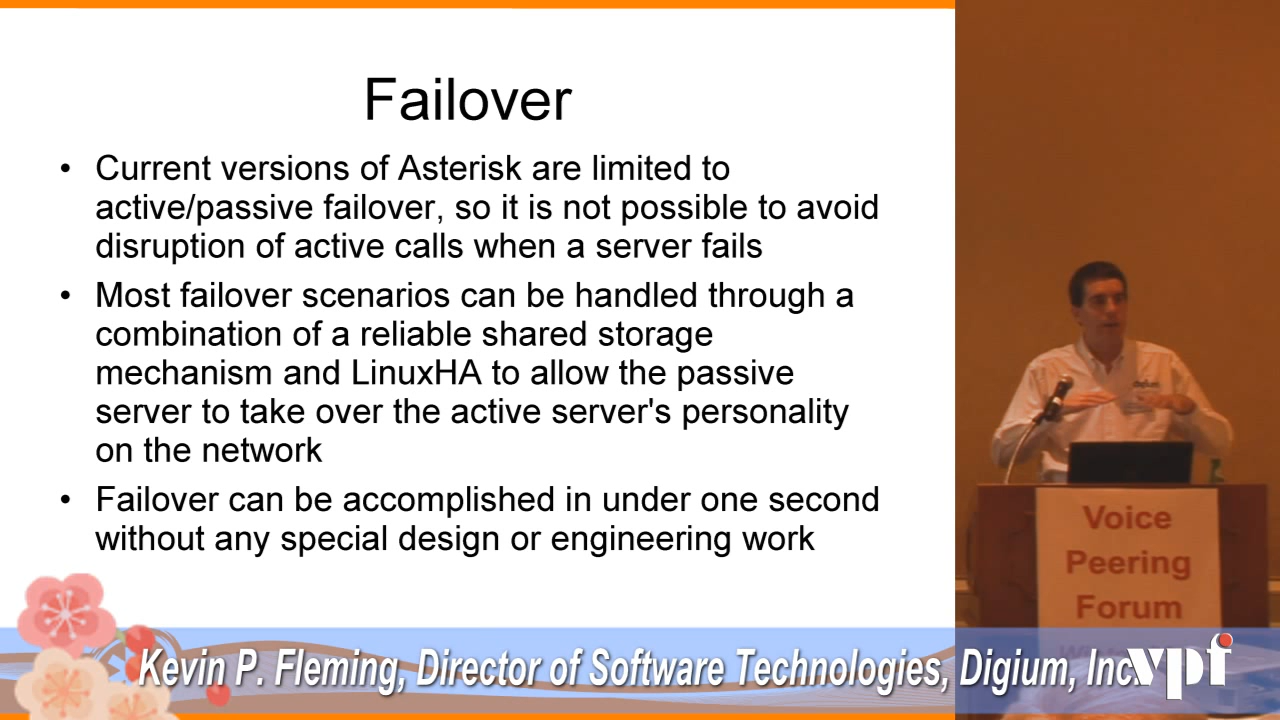 Failover
• Current versions of Asterisk are limited to
active/passive failover, so it is not possible to avoid
disruption of active calls when a server fails
• Most failover scenarios can be handled through a
combination of a reliable shared storage
mechanism and LinuxHA to allow the passive
server to take over the active server's personality
on the network
• Failover can be accomplished in under one second
without any special design or engineering work
Voice
Peering
Forum
Kevin P. Fleming, Director of Software Technologies, Digium, Inc.
vpf